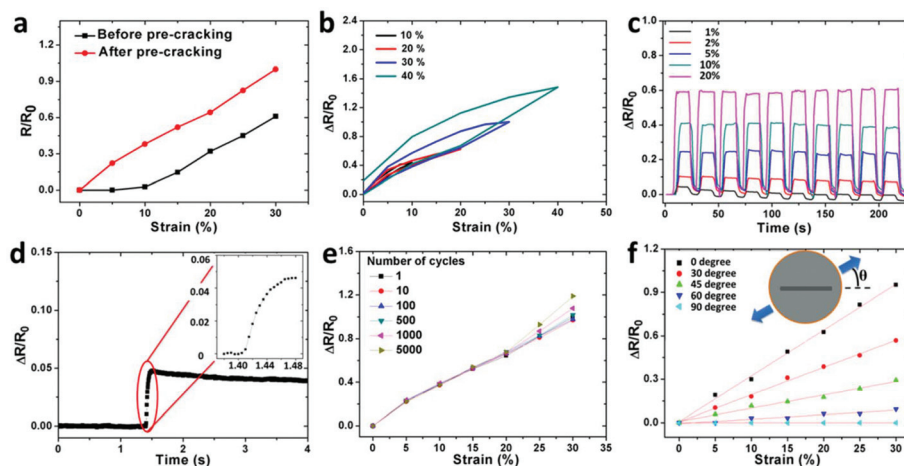 a
Before pre-cracking
After pre-cracking
R/R0
1.2
0.9
0.6
0.3
0.0
0 5 10 15 20 25 30
Strain (%)
b
10 %
20 %
30 %
40 %
ΔR/R0
2.4
2.0
1.6
1.2
0.8
0.4
0.0
0 10 20 30 40 50
Strain (%)
c
1%
2%
5%
10%
20%
ΔR/R0
1.2
1.0
0.8
0.6
0.4
0.2
0.0
0 50 100 150 200
Time (s)
d
ΔR/R0
0.15
0.10
0.05
0.00
0 1 2 3 4
Time (s)
0.06
0.04
0.02
0.00
1.40 1.44 1.48
e
Number of cycles
1
10
100
500
1000
5000
ΔR/R0
1.6
1.2
0.8
0.4
0.0
0 5 10 15 20 25 30 35
Strain (%)
f
0 degree
30 degree
45 degree
60 degree
90 degree
θ
ΔR/R0
1.2
0.9
0.6
0.3
0.0
0 5 10 15 20 25 30
Strain (%)